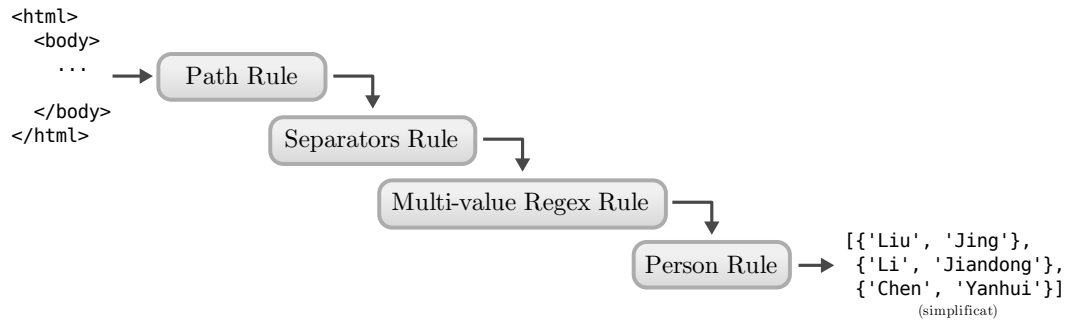 <html>
<body>
...
</body>
</html>
Path Rule
Separators Rule
Multi-value Regex Rule
Person Rule
[{'Liu', 'Jing'},
{'Li', 'Jiandong'},
{'Chen', 'Yanhui'}]
(simplificat)